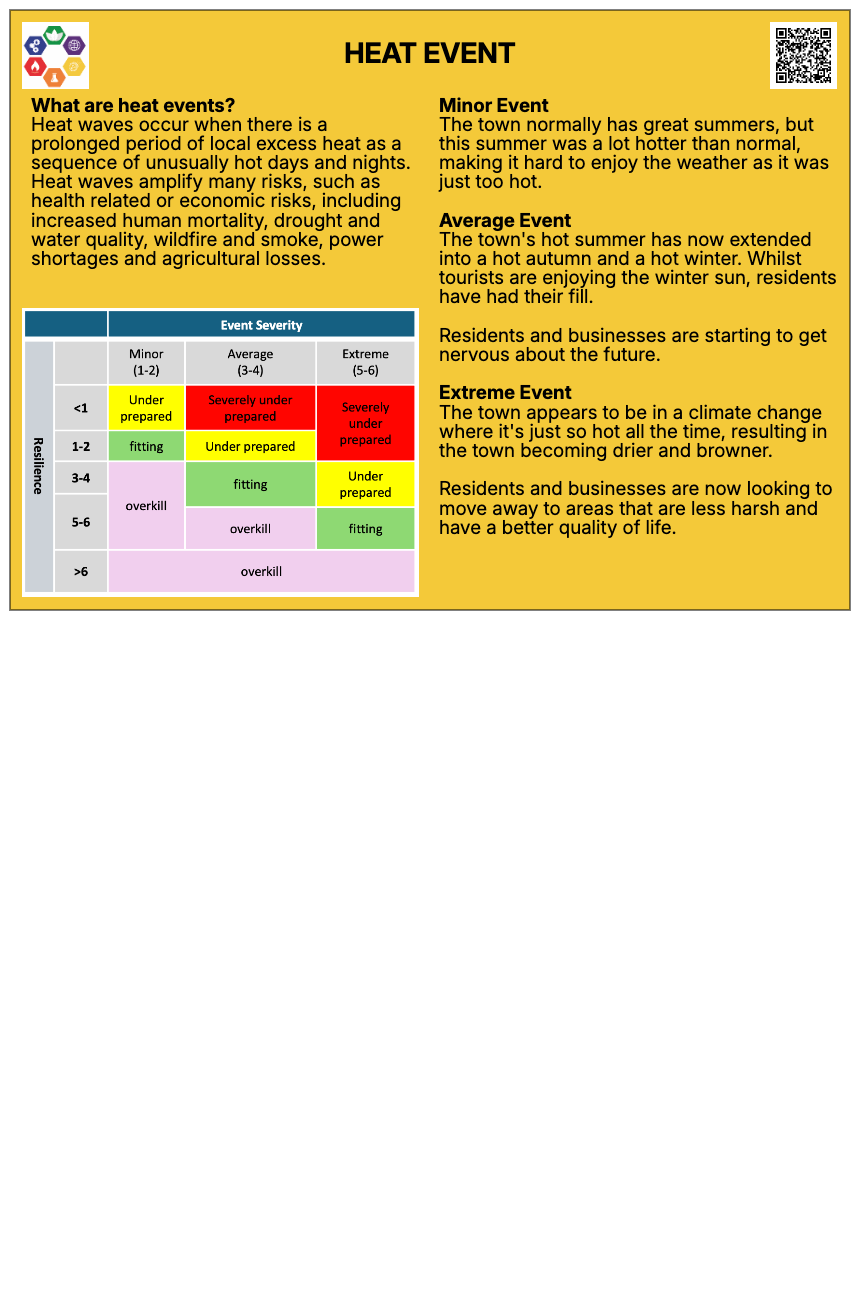 HEAT EVENT
What are heat events?
Heat waves occur when there is a
prolonged period of local excess heat as a
sequence of unusually hot days and nights.
Heat waves amplify many risks, such as
health related or economic risks, including
increased human mortality, drought and
water quality, wildfire and smoke, power
shortages and agricultural losses.
Event Severity
Minor
(1-2)
Average
(3-4)
Extreme
(5-6)
Resilience
<1
Under
prepared
Severely under
prepared
Severely
under
prepared
1-2
fitting
Under prepared
3-4
overkill
fitting
Under
prepared
5-6
overkill
fitting
>6
overkill
Minor Event
The town normally has great summers, but
this summer was a lot hotter than normal,
making it hard to enjoy the weather as it was
just too hot.
Average Event
The town's hot summer has now extended
into a hot autumn and a hot winter. Whilst
tourists are enjoying the winter sun, residents
have had their fill.
Residents and businesses are starting to get
nervous about the future.
Extreme Event
The town appears to be in a climate change
where it's just so hot all the time, resulting in
the town becoming drier and browner.
Residents and businesses are now looking to
move away to areas that are less harsh and
have a better quality of life.